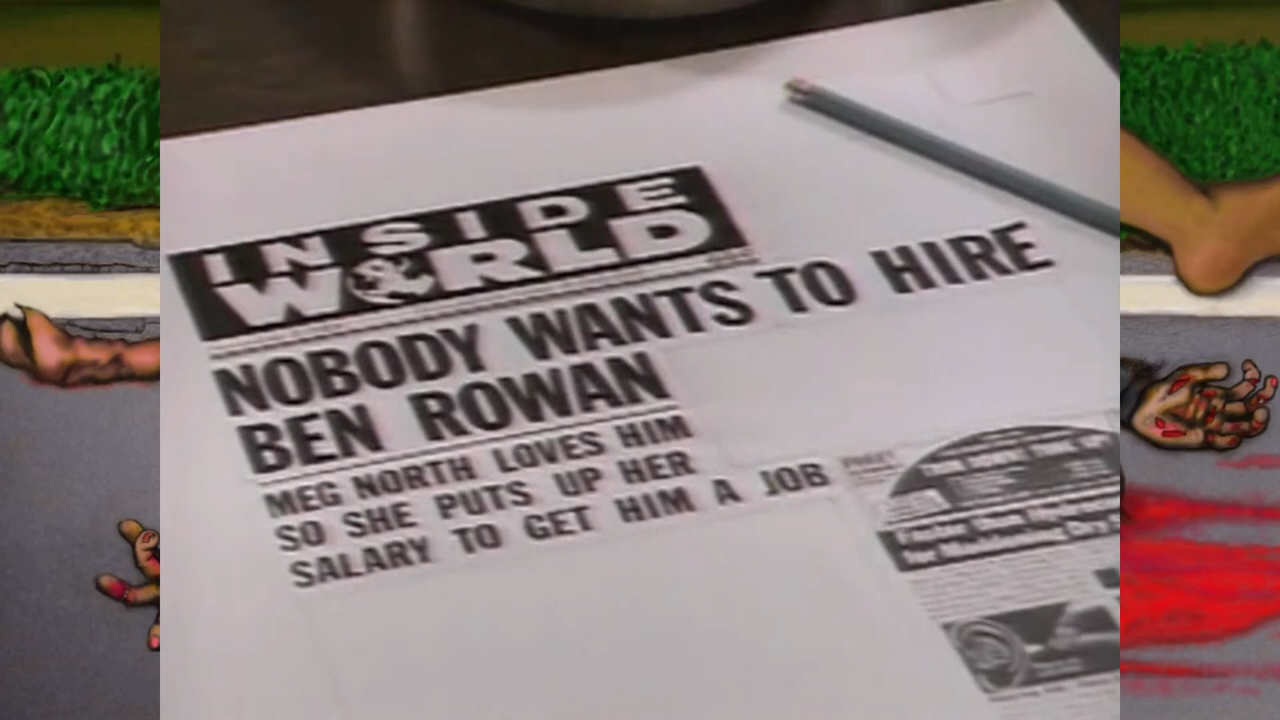 INSIDE
WORLD
NOBODY WANTS TO HIRE
BEN ROWAN
MEG NORTH LOVES HIM
SO SHE PUTS UP HER
SALARY TO GET HIM A JOB